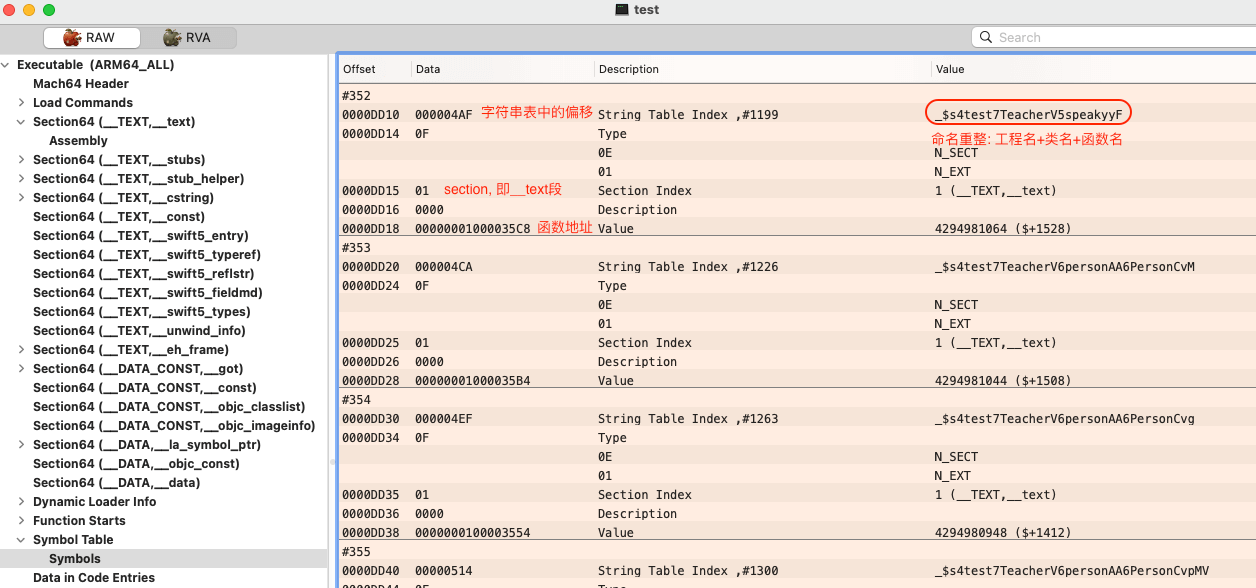 test
RAW
RVA
Search
Executable (ARM64_ALL)
Mach64 Header
Load Commands
Section64 (__TEXT,__text)
Assembly
Section64 (__TEXT,__stubs)
Section64 (__TEXT,__stub_helper)
Section64 (__TEXT,__cstring)
Section64 (__TEXT,__const)
Section64 (__TEXT,__swift5_entry)
Section64 (__TEXT,__swift5_typeref)
Section64 (__TEXT,__swift5_reflstr)
Section64 (__TEXT,__swift5_fieldmd)
Section64 (__TEXT,__swift5_types)
Section64 (__TEXT,__unwind_info)
Section64 (__TEXT,__eh_frame)
Section64 (__DATA_CONST,__got)
Section64 (__DATA_CONST,__const)
Section64 (__DATA_CONST,__objc_classlist)
Section64 (__DATA_CONST,__objc_imageinfo)
Section64 (__DATA,__la_symbol_ptr)
Section64 (__DATA,__objc_const)
Section64 (__DATA,__data)
Dynamic Loader Info
Function Starts
Symbol Table
Symbols
Data in Code Entries
Offset Data Description Value
#352
0000DD10 000004AF 字符串表中的偏移 String Table Index ,#1199 _$s4test7TeacherV5speakyyF
0000DD14 0F Type 命名重整: 工程名+类名+函数名
0E N_SECT
01 N_EXT
0000DD15 01 section, 即__text段 Section Index 1 (__TEXT,__text)
0000DD16 0000 Description
0000DD18 00000001000035C8 函数地址 Value 4294981064 ($+1528)
#353
0000DD20 000004CA String Table Index ,#1226 _$s4test7TeacherV6personAA6PersonCvM
0000DD24 0F Type
0E N_SECT
01 N_EXT
0000DD25 01 Section Index 1 (__TEXT,__text)
0000DD26 0000 Description
0000DD28 00000001000035B4 Value 4294981044 ($+1508)
#354
0000DD30 000004EF String Table Index ,#1263 _$s4test7TeacherV6personAA6PersonCvg
0000DD34 0F Type
0E N_SECT
01 N_EXT
0000DD35 01 Section Index 1 (__TEXT,__text)
0000DD36 0000 Description
0000DD38 0000000100003554 Value 4294980948 ($+1412)
#355
0000DD40 00000514 String Table Index ,#1300 _$s4test7TeacherV6personAA6PersonCvpMV